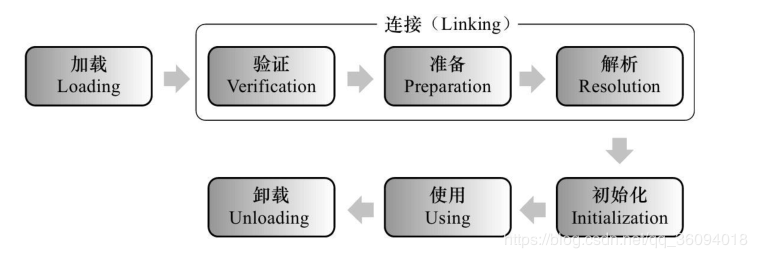 连接（Linking）
加载
Loading
验证
Verification
准备
Preparation
解析
Resolution
初始化
Initialization
使用
Using
卸载
Unloading
https://blog.csdn.net/qq_36094018